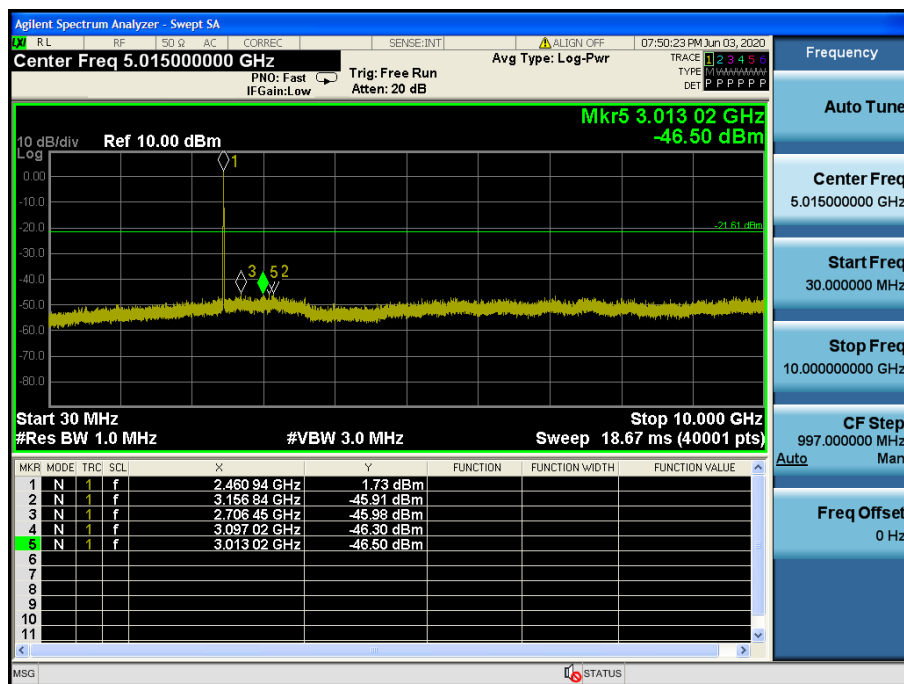 Agilent Spectrum Analyzer - Swept SA
LXI RL RF 50 Ω AC CORREC SENSE:INT ALIGN OFF 07:50:23 PM Jun 03, 2020
Center Freq 5.015000000 GHz
PNO: Fast
IFGain:Low
Trig: Free Run
Atten: 20 dB
Avg Type: Log-Pwr
TRACE 1 2 3 4 5 6
TYPE M W W W W W
DET P P P P P P
Mkr5 3.013 02 GHz
-46.50 dBm
10 dB/div Ref 10.00 dBm
Log
0.00
-10.0
-20.0
-30.0
-40.0
-50.0
-60.0
-70.0
-80.0
1
-21.61 dBm
3 5 2
Start 30 MHz Stop 10.000 GHz
#Res BW 1.0 MHz #VBW 3.0 MHz Sweep 18.67 ms (40001 pts)
MKR MODE TRC SCL X Y FUNCTION FUNCTION WIDTH FUNCTION VALUE
1 N 1 f 2.460 94 GHz 1.73 dBm
2 N 1 f 3.156 84 GHz -45.91 dBm
3 N 1 f 2.706 45 GHz -45.98 dBm
4 N 1 f 3.097 02 GHz -46.30 dBm
5 N 1 f 3.013 02 GHz -46.50 dBm
6
7
8
9
10
11
MSG STATUS
Frequency
Auto Tune
Center Freq
5.015000000 GHz
Start Freq
30.000000 MHz
Stop Freq
10.000000000 GHz
CF Step
997.000000 MHz
Auto Man
Freq Offset
0 Hz